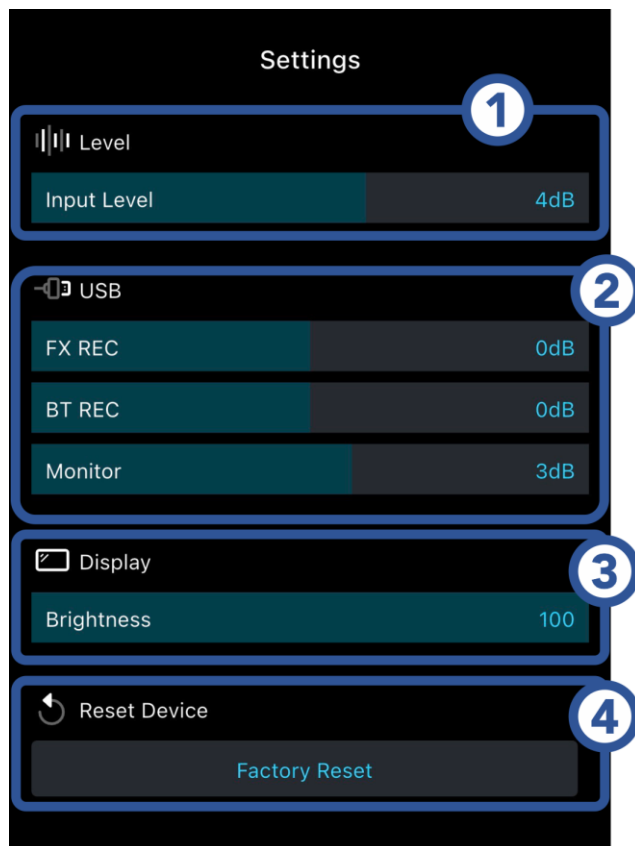 Settings
1
Level
Input Level 4dB
2
USB
FX REC 0dB
BT REC 0dB
Monitor 3dB
3
Display
Brightness 100
4
Reset Device
Factory Reset